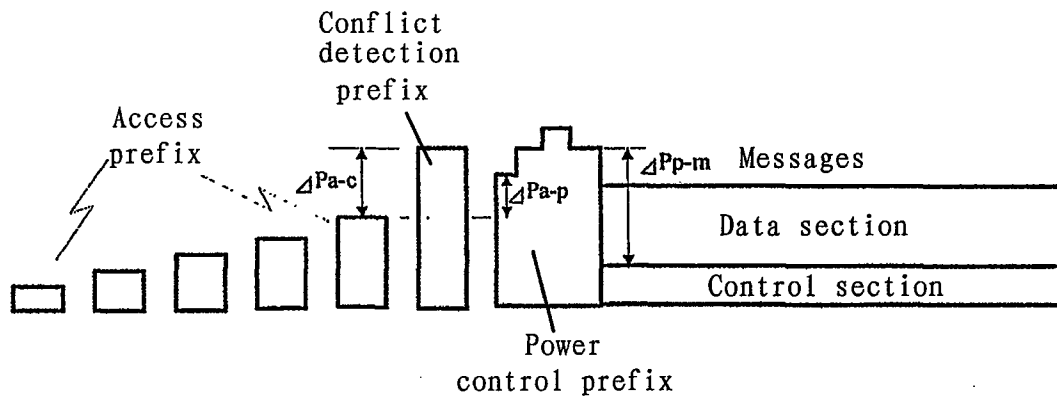 Conflict
detection
prefix
Access
prefix
⊿Pa-c
⊿Pa-p
⊿Pp-m
Messages
Data section
Control section
Power
control prefix